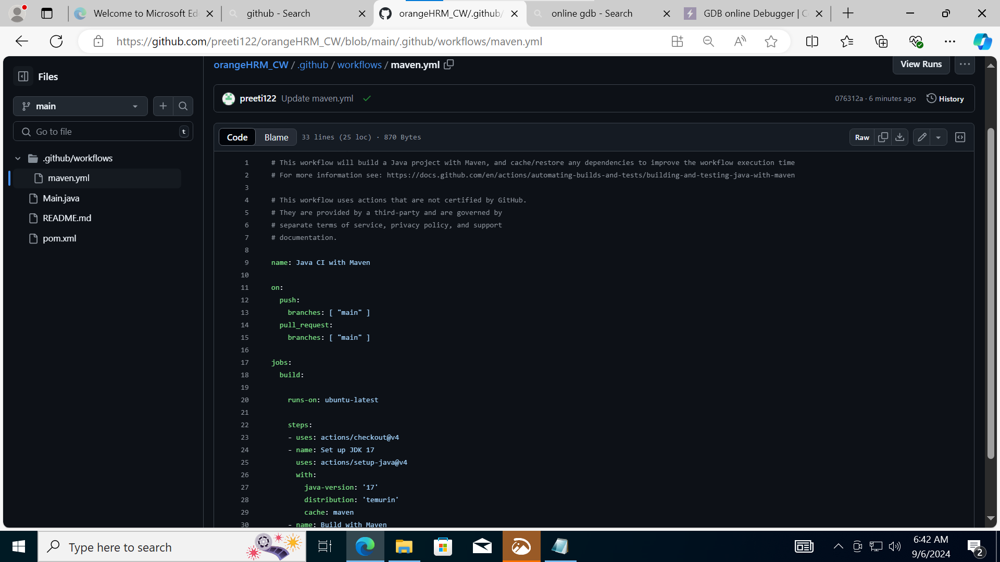 Welcome to Microsoft Ed
github - Search
orangeHRM_CW/.github/
online gdb - Search
GDB online Debugger | C
https://github.com/preeti122/orangeHRM_CW/blob/main/.github/workflows/maven.yml
Files
main
Go to file
t
.github/workflows
maven.yml
Main.java
README.md
pom.xml
orangeHRM_CW / .github / workflows / maven.yml
View Runs
preeti122 Update maven.yml
076312a · 6 minutes ago
History
Code
Blame
33 lines (25 loc) · 870 Bytes
Raw
1 # This workflow will build a Java project with Maven, and cache/restore any dependencies to improve the workflow execution time
2 # For more information see: https://docs.github.com/en/actions/automating-builds-and-tests/building-and-testing-java-with-maven
3
4 # This workflow uses actions that are not certified by GitHub.
5 # They are provided by a third-party and are governed by
6 # separate terms of service, privacy policy, and support
7 # documentation.
8
9 name: Java CI with Maven
10
11 on:
12 push:
13 branches: [ "main" ]
14 pull_request:
15 branches: [ "main" ]
16
17 jobs:
18 build:
19
20 runs-on: ubuntu-latest
21
22 steps:
23 - uses: actions/checkout@v4
24 - name: Set up JDK 17
25 uses: actions/setup-java@v4
26 with:
27 java-version: '17'
28 distribution: 'temurin'
29 cache: maven
30 - name: Build with Maven
Type here to search
6:42 AM
9/6/2024
2